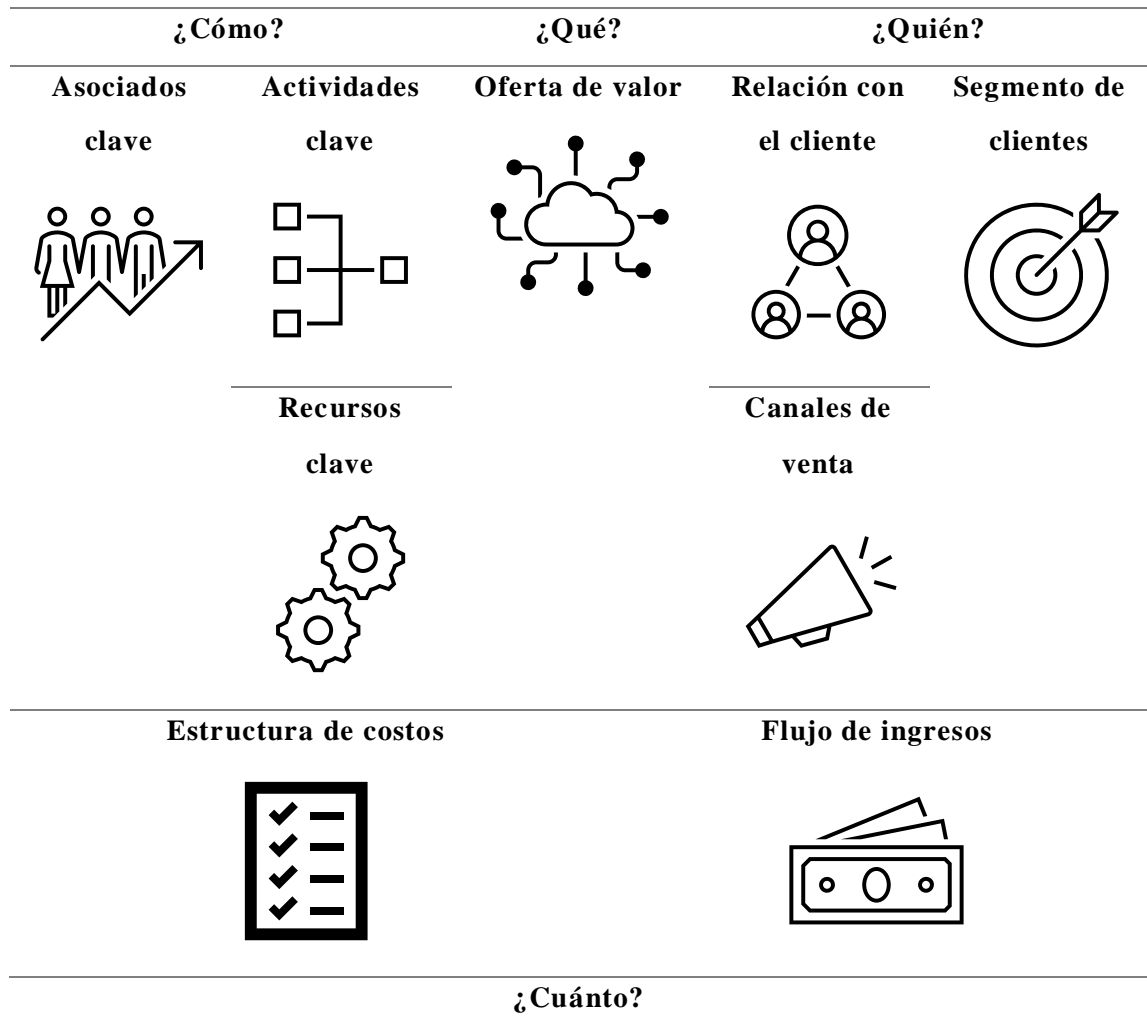 ¿Cómo?
¿Qué?
¿Quién?
Asociados
clave
Actividades
clave
Oferta de valor
Relación con
el cliente
Segmento de
clientes
Recursos
clave
Canales de
venta
Estructura de costos
Flujo de ingresos
¿Cuánto?